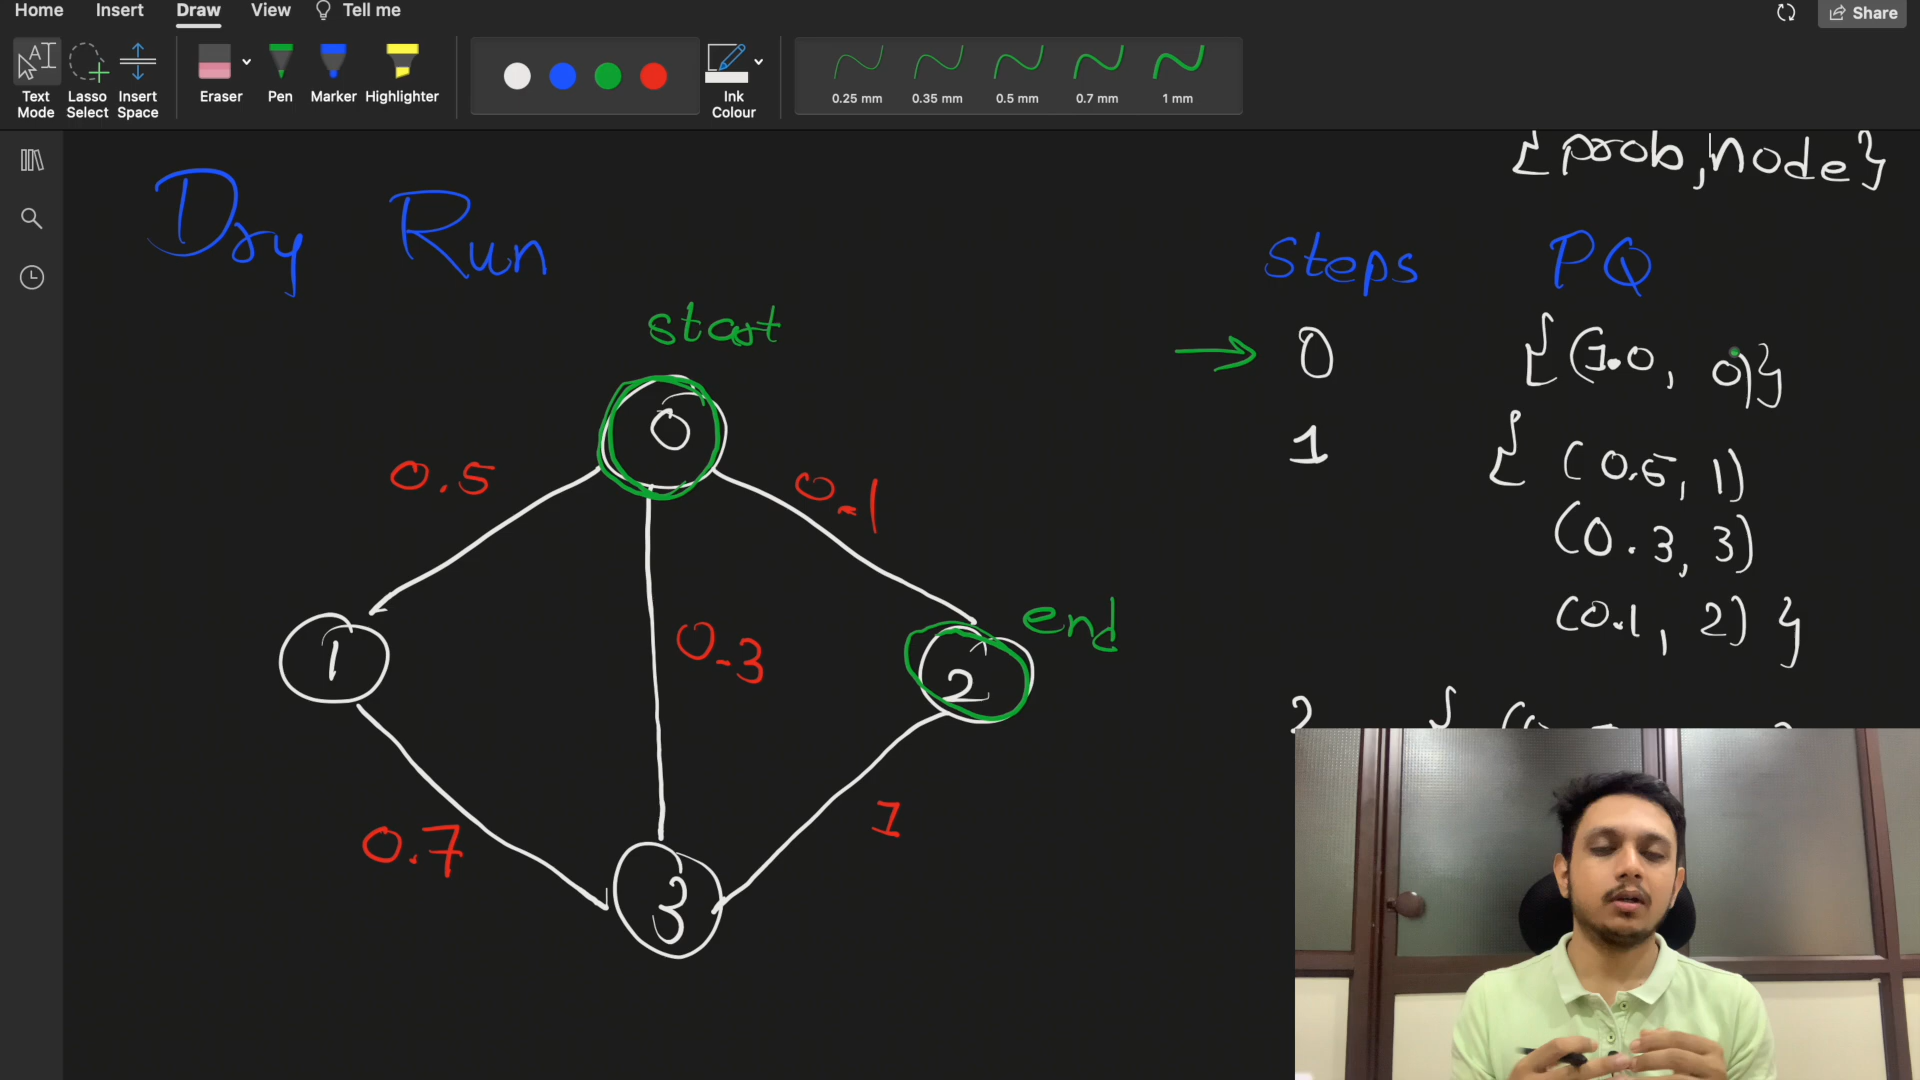 Home Insert Draw View Tell me Share
Text Mode
Lasso Select
Insert Space
Eraser
Pen
Marker
Highlighter
Ink Colour
0.25 mm
0.35 mm
0.5 mm
0.7 mm
1 mm
{prob,node}
Dry Run
Steps PQ
start
0 {(1.0, 0)}
1 { (0.5, 1)
(0.3, 3)
(0.1, 2) }
2 {
0
0.5
0.1
0.3
end
1
2
0.7
1
3